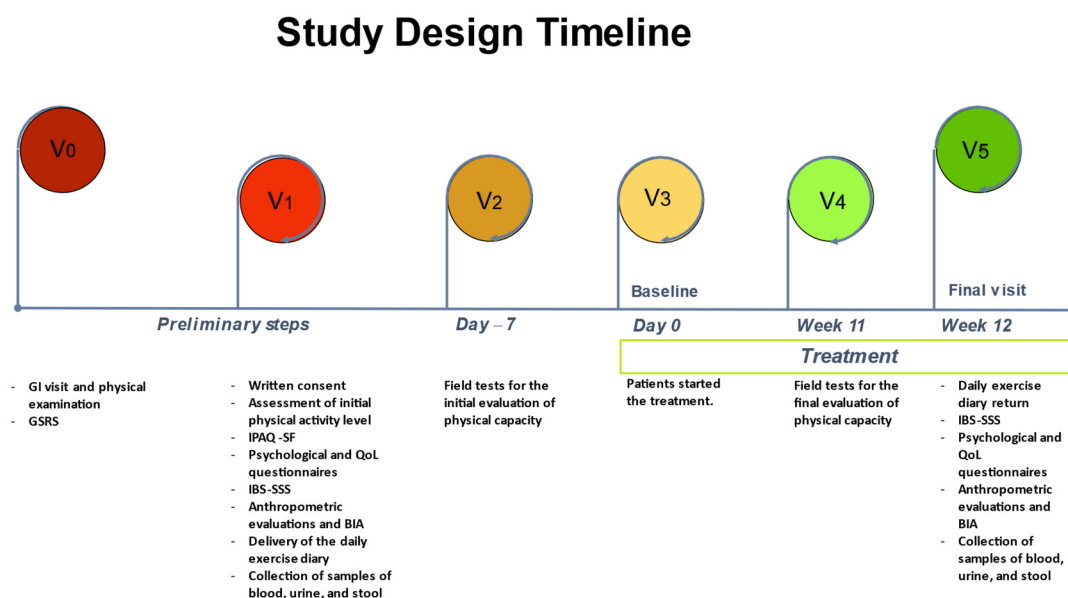 Study Design Timeline
V0
V1
V2
V3
V4
V5
Baseline
Final visit
Preliminary steps
Day – 7
Day 0
Week 11
Week 12
Treatment
- GI visit and physical
examination
- GSRS
- Written consent
- Assessment of initial
physical activity level
- IPAQ -SF
- Psychological and QoL
questionnaires
- IBS-SSS
- Anthropometric
evaluations and BIA
- Delivery of the daily
exercise diary
- Collection of samples of
blood, urine, and stool
Field tests for the
initial evaluation of
physical capacity
Patients started
the treatment.
Field tests for the
final evaluation of
physical capacity
- Daily exercise
diary return
- IBS-SSS
- Psychological and
QoL
questionnaires
- Anthropometric
evaluations and
BIA
- Collection of
samples of blood,
urine, and stool